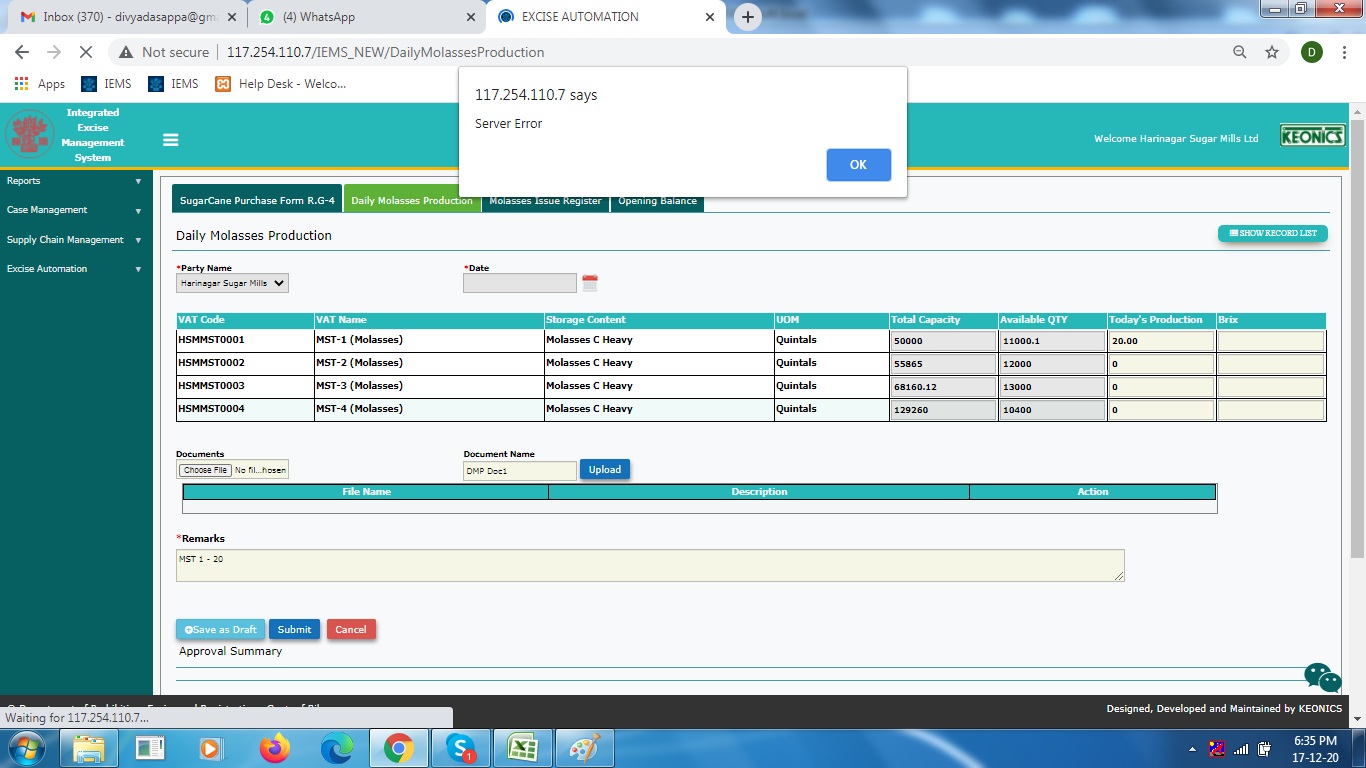 Inbox (370) - divyadasappa@gm
(4) WhatsApp
EXCISE AUTOMATION
Not secure
117.254.110.7/IEMS_NEW/DailyMolassesProduction
D
Apps
IEMS
IEMS
Help Desk - Welco...
117.254.110.7 says
Server Error
OK
Integrated
Excise
Management
System
Welcome Harinagar Sugar Mills Ltd
KEONICS
Reports
Case Management
Supply Chain Management
Excise Automation
SugarCane Purchase Form R.G-4
Daily Molasses Production
Molasses Issue Register
Opening Balance
Daily Molasses Production
SHOW RECORD LIST
*Party Name
*Date
Harinagar Sugar Mills
VAT Code VAT Name Storage Content UOM Total Capacity Available QTY Today's Production Brix
HSMMST0001 MST-1 (Molasses) Molasses C Heavy Quintals 50000 11000.1 20.00
HSMMST0002 MST-2 (Molasses) Molasses C Heavy Quintals 55865 12000 0
HSMMST0003 MST-3 (Molasses) Molasses C Heavy Quintals 68160.12 13000 0
HSMMST0004 MST-4 (Molasses) Molasses C Heavy Quintals 129260 10400 0
Documents
Document Name
Choose File No fil...hosen
DMP Doc1
Upload
File Name Description Action
*Remarks
MST 1 - 20
Save as Draft
Submit
Cancel
Approval Summary
Waiting for 117.254.110.7...
Designed, Developed and Maintained by KEONICS
6:35 PM
17-12-20